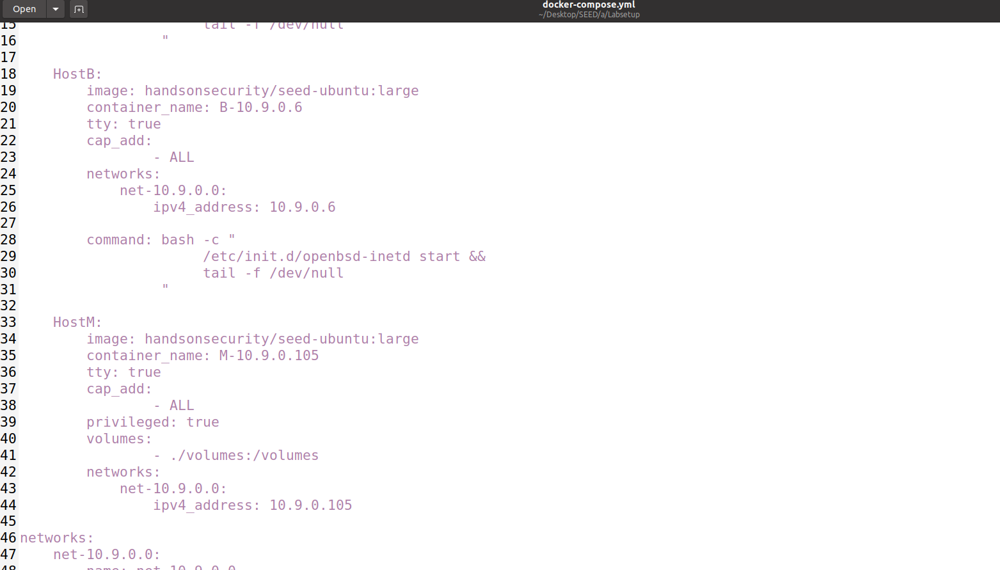 Open
docker-compose.yml
~/Desktop/SEED/a/Labsetup
15 tail -f /dev/null
16 "
17
18 HostB:
19 image: handsonsecurity/seed-ubuntu:large
20 container_name: B-10.9.0.6
21 tty: true
22 cap_add:
23 - ALL
24 networks:
25 net-10.9.0.0:
26 ipv4_address: 10.9.0.6
27
28 command: bash -c "
29 /etc/init.d/openbsd-inetd start &&
30 tail -f /dev/null
31 "
32
33 HostM:
34 image: handsonsecurity/seed-ubuntu:large
35 container_name: M-10.9.0.105
36 tty: true
37 cap_add:
38 - ALL
39 privileged: true
40 volumes:
41 - ./volumes:/volumes
42 networks:
43 net-10.9.0.0:
44 ipv4_address: 10.9.0.105
45
46 networks:
47 net-10.9.0.0:
48 name: net-10.9.0.0